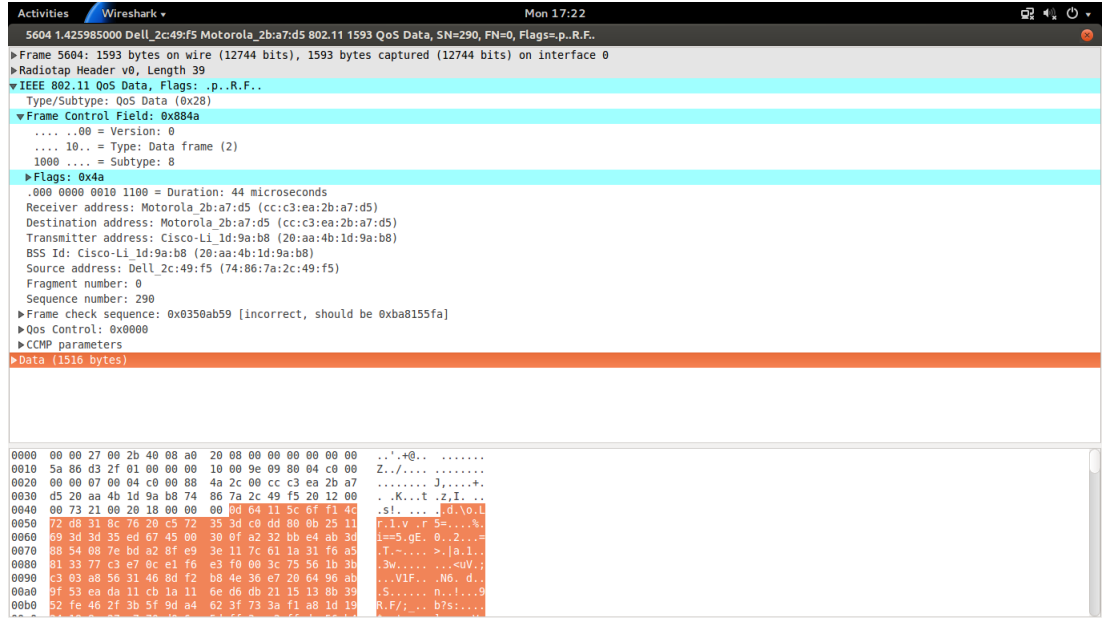 Activities Wireshark ▾ Mon 17:22
5604 1.425985000 Dell_2c:49:f5 Motorola_2b:a7:d5 802.11 1593 QoS Data, SN=290, FN=0, Flags=.p..R.F..
Frame 5604: 1593 bytes on wire (12744 bits), 1593 bytes captured (12744 bits) on interface 0
Radiotap Header v0, Length 39
IEEE 802.11 QoS Data, Flags: .p..R.F..
Type/Subtype: QoS Data (0x28)
Frame Control Field: 0x884a
.... ..00 = Version: 0
.... 10.. = Type: Data frame (2)
1000 .... = Subtype: 8
Flags: 0x4a
.000 0000 0010 1100 = Duration: 44 microseconds
Receiver address: Motorola_2b:a7:d5 (cc:c3:ea:2b:a7:d5)
Destination address: Motorola_2b:a7:d5 (cc:c3:ea:2b:a7:d5)
Transmitter address: Cisco-Li_1d:9a:b8 (20:aa:4b:1d:9a:b8)
BSS Id: Cisco-Li_1d:9a:b8 (20:aa:4b:1d:9a:b8)
Source address: Dell_2c:49:f5 (74:86:7a:2c:49:f5)
Fragment number: 0
Sequence number: 290
Frame check sequence: 0x0350ab59 [incorrect, should be 0xba8155fa]
Qos Control: 0x0000
CCMP parameters
Data (1516 bytes)
0000 00 00 27 00 2b 40 08 a0 20 08 00 00 00 00 00 00 ..'.+@.. .......
0010 5a 86 d3 2f 01 00 00 00 10 00 9e 09 80 04 c0 00 Z../.... ........
0020 00 00 07 00 04 c0 00 88 4a 2c 00 cc c3 ea 2b a7 ........ J,....+.
0030 d5 20 aa 4b 1d 9a b8 74 86 7a 2c 49 f5 20 12 00 . .K...t .z,I. ..
0040 00 73 21 00 20 18 00 00 00 0d 64 11 5c 6f f1 4c .s!. ... ..d.\o.L
0050 72 d8 31 8c 76 20 c5 72 35 3d c0 dd 80 0b 25 11 r.1.v .r 5=....%.
0060 69 3d 3d 35 ed 67 45 00 30 0f a2 32 bb e4 ab 3d i==5.gE. 0..2...=
0070 88 54 08 7e bd a2 8f e9 3e 11 7c 61 1a 31 f6 a5 .T.~.... >.|a.1..
0080 81 33 77 c3 e7 0c e1 f6 e3 f0 00 3c 75 56 1b 3b .3w..... ...<uV.;
0090 c3 03 a8 56 31 46 8d f2 b8 4e 36 e7 20 64 96 ab ...V1F.. .N6. d..
00a0 9f 53 ea da 11 cb 1a 11 6e d6 db 21 15 13 8b 39 .S...... n..!...9
00b0 52 fe 46 2f 3b 5f 9d a4 62 3f 73 3a f1 a8 1d 19 R.F/;_.. b?s:....